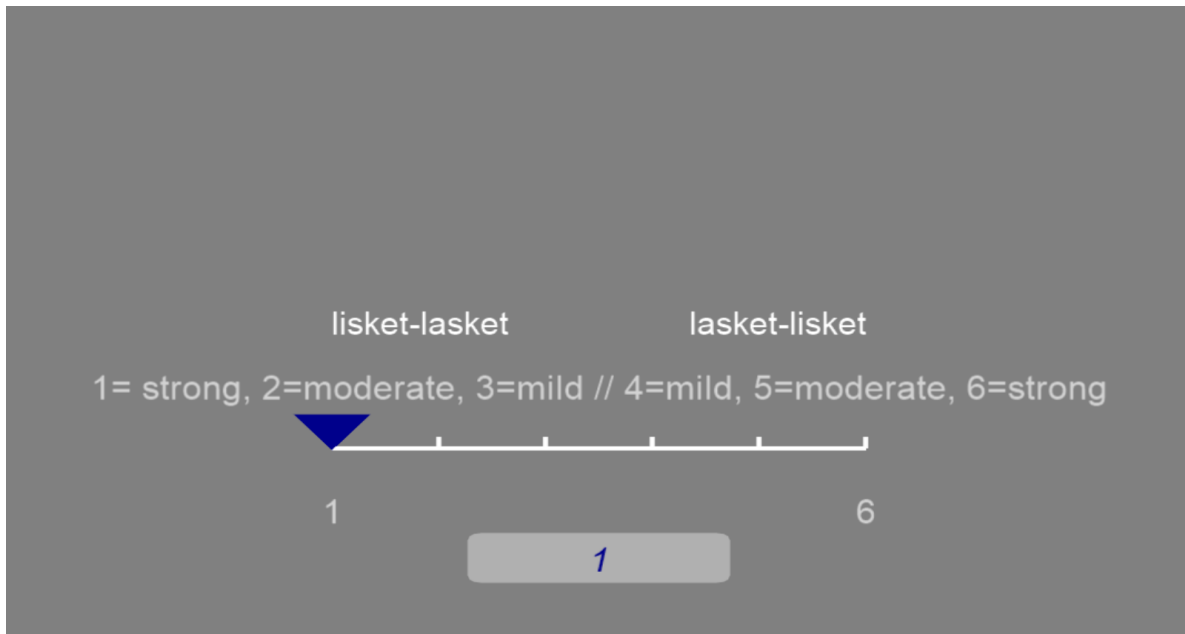 lisket-lasket lasket-lisket
1= strong, 2=moderate, 3=mild // 4=mild, 5=moderate, 6=strong
1 6
1